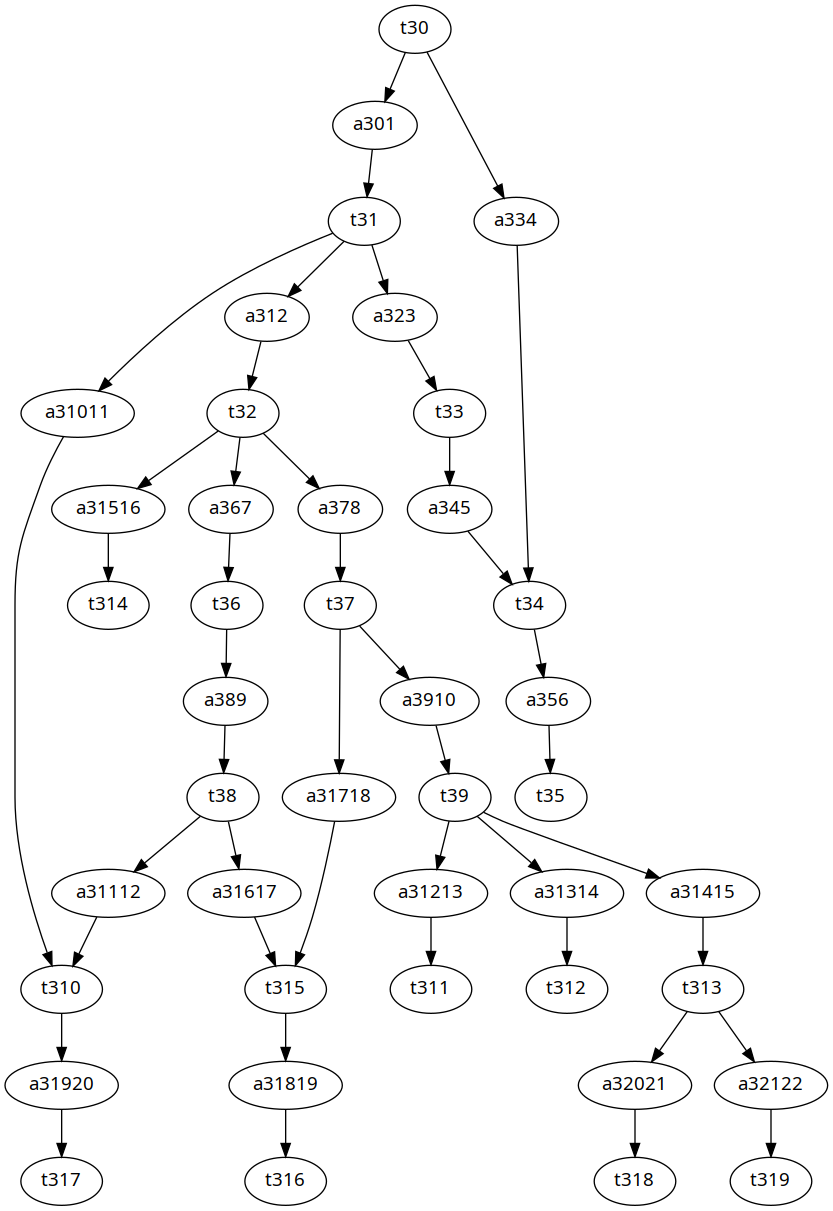 t30
a301
t31 a334
a312 a323
a31011 t32 t33
a31516 a367 a378 a345
t314 t36 t37 t34
a389 a3910 a356
t38 a31718 t39 t35
a31112 a31617 a31213 a31314 a31415
t310 t315 t311 t312 t313
a31920 a31819 a32021 a32122
t317 t316 t318 t319